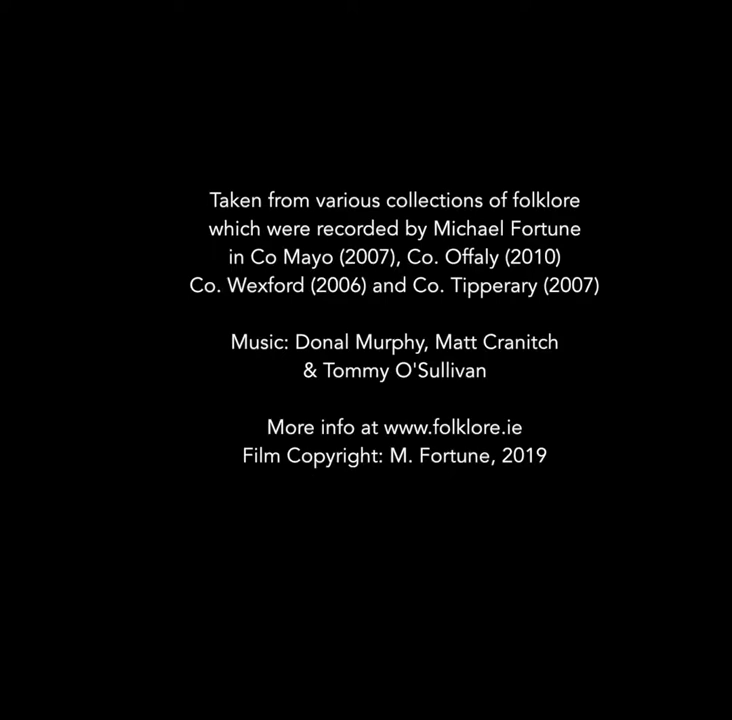 Taken from various collections of folklore
which were recorded by Michael Fortune
in Co Mayo (2007), Co. Offaly (2010)
Co. Wexford (2006) and Co. Tipperary (2007)
Music: Donal Murphy, Matt Cranitch
& Tommy O'Sullivan
More info at www.folklore.ie
Film Copyright: M. Fortune, 2019